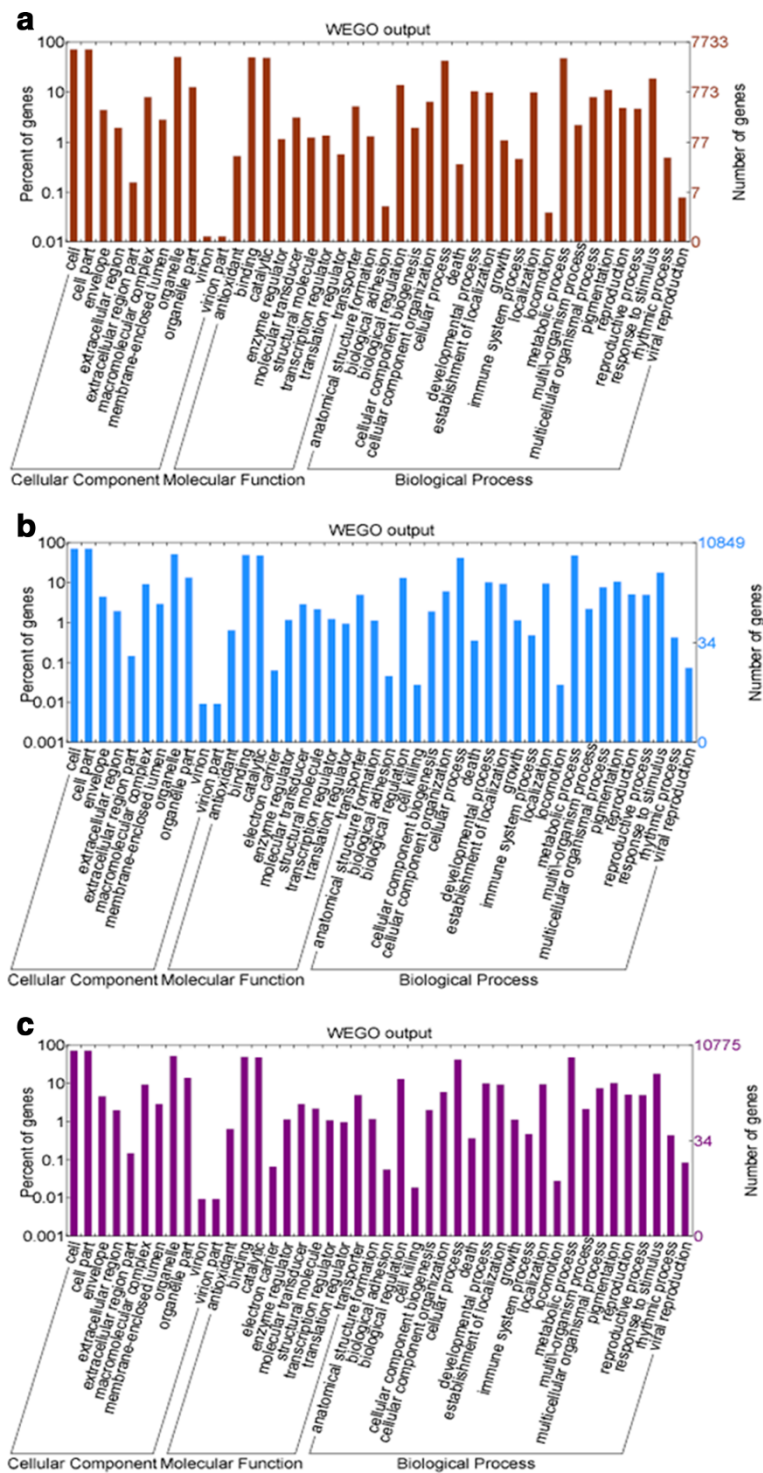 a
WEGO output
Percent of genes
100
10
1
0.1
0.01
7733
773
77
7
0
Number of genes
cell
cell part
envelope
extracellular region
extracellular region part
macromolecular complex
membrane-enclosed lumen
organelle
organelle part
virion
virion part
antioxidant
binding
catalytic
enzyme regulator
molecular transducer
structural molecule
transcription regulator
translation regulator
transporter
anatomical structure formation
biological adhesion
biological regulation
cellular component biogenesis
cellular component organization
cellular process
death
developmental process
establishment of localization
growth
immune system process
localization
locomotion
metabolic process
multi\-organism process
multicellular organismal process
pigmentation
reproduction
reproductive process
response to stimulus
rhythmic process
viral reproduction
Cellular Component Molecular Function Biological Process
b
WEGO output
Percent of genes
100
10
1
0.1
0.01
0.001
10849
34
0
Number of genes
cell
cell part
envelope
extracellular region
extracellular region part
macromolecular complex
membrane-enclosed lumen
organelle
organelle part
virion
virion part
antioxidant
binding
catalytic
electron carrier
enzyme regulator
molecular transducer
structural molecule
transcription regulator
translation regulator
transporter
anatomical structure formation
biological adhesion
biological regulation
cell killing
cellular component biogenesis
cellular component organization
cellular process
death
developmental process
establishment of localization
growth
immune system process
localization
locomotion
metabolic process
multi\-organism process
multicellular organismal process
pigmentation
reproduction
reproductive process
response to stimulus
rhythmic process
viral reproduction
Cellular Component Molecular Function Biological Process
c
WEGO output
Percent of genes
100
10
1
0.1
0.01
0.001
10775
34
0
Number of genes
cell
cell part
envelope
extracellular region
extracellular region part
macromolecular complex
membrane-enclosed lumen
organelle
organelle part
virion
virion part
antioxidant
binding
catalytic
electron carrier
enzyme regulator
molecular transducer
structural molecule
transcription regulator
translation regulator
transporter
anatomical structure formation
biological adhesion
biological regulation
cell killing
cellular component biogenesis
cellular component organization
cellular process
death
developmental process
establishment of localization
growth
immune system process
localization
locomotion
metabolic process
multi\-organism process
multicellular organismal process
pigmentation
reproduction
reproductive process
response to stimulus
rhythmic process
viral reproduction
Cellular Component Molecular Function Biological Process